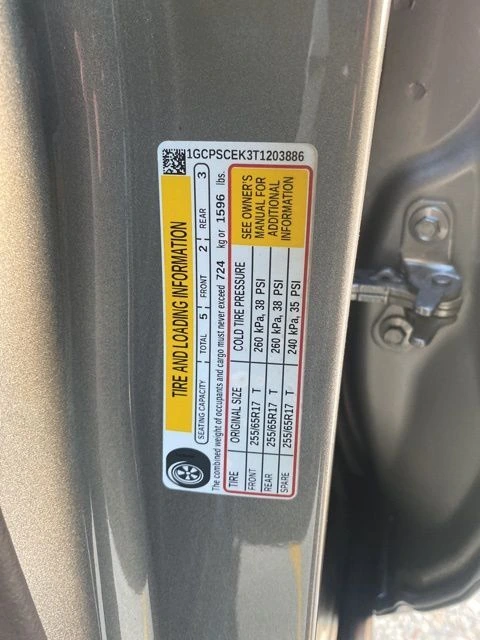 1GCPSCEK3T1203886
TIRE AND LOADING INFORMATION
SEATING CAPACITY TOTAL 5 FRONT 2 REAR 3
The combined weight of occupants and cargo must never exceed 724 kg or 1596 lbs.
TIRE ORIGINAL SIZE COLD TIRE PRESSURE
FRONT 255/65R17 T 260 kPa, 38 PSI
REAR 255/65R17 T 260 kPa, 38 PSI
SPARE 255/65R17 T 240 kPa, 35 PSI
SEE OWNER'S
MANUAL FOR
ADDITIONAL
INFORMATION